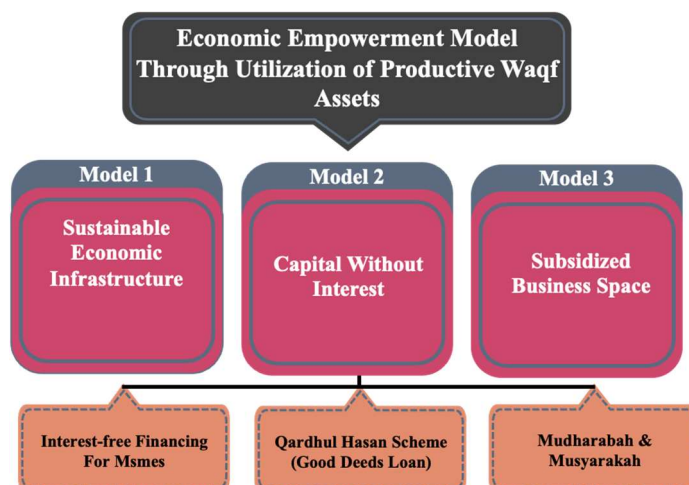 Economic Empowerment Model
Through Utilization of Productive Waqf
Assets
Model 1
Sustainable
Economic
Infrastructure
Model 2
Capital Without
Interest
Model 3
Subsidized
Business Space
Interest-free Financing
For Msmes
Qardhul Hasan Scheme
(Good Deeds Loan)
Mudharabah &
Musyarakah